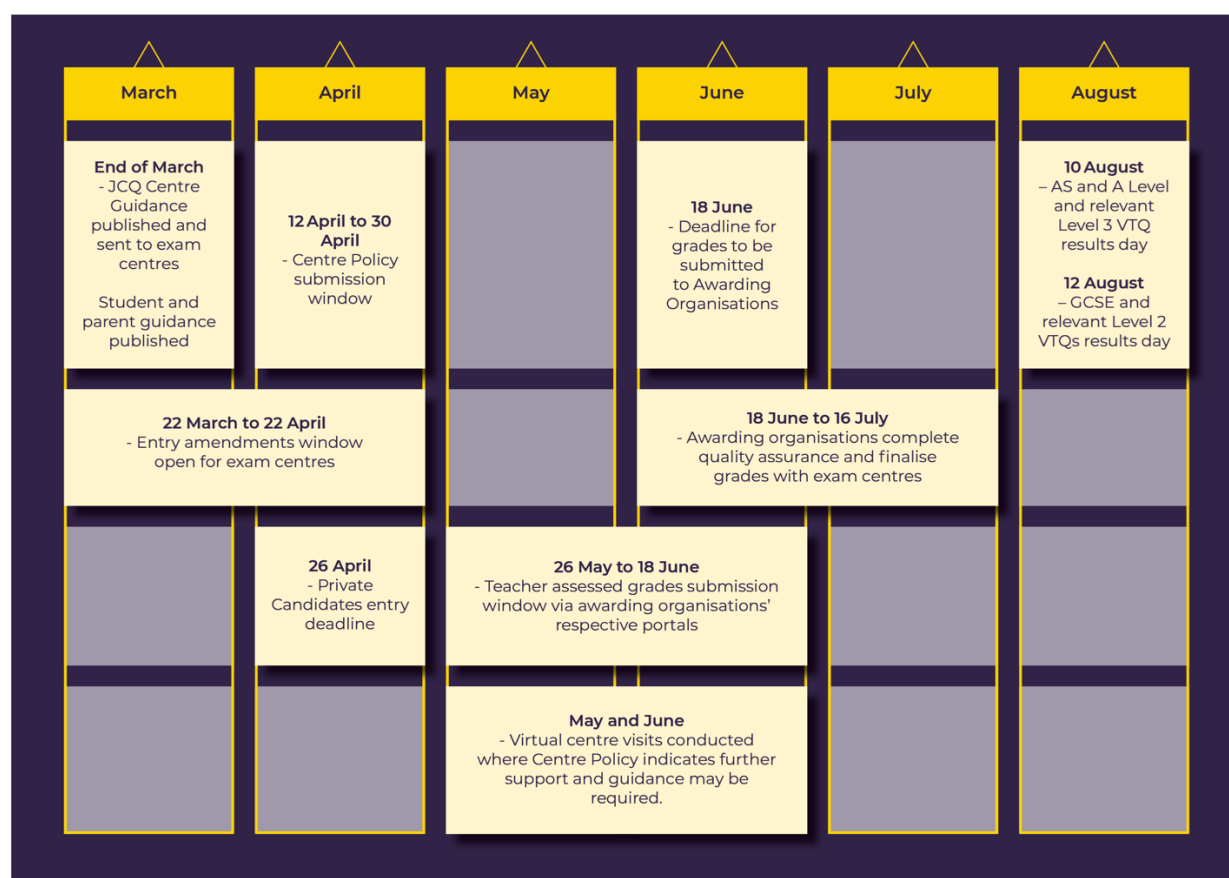 March
April
May
June
July
August
End of March
- JCQ Centre
Guidance
published and
sent to exam
centres
Student and
parent guidance
published
12 April to 30
April
- Centre Policy
submission
window
18 June
- Deadline for
grades to be
submitted
to Awarding
Organisations
10 August
– AS and A Level
and relevant
Level 3 VTQ
results day
12 August
– GCSE and
relevant Level 2
VTQs results day
22 March to 22 April
- Entry amendments window
open for exam centres
18 June to 16 July
- Awarding organisations complete
quality assurance and finalise
grades with exam centres
26 April
- Private
Candidates entry
deadline
26 May to 18 June
- Teacher assessed grades submission
window via awarding organisations’
respective portals
May and June
- Virtual centre visits conducted
where Centre Policy indicates further
support and guidance may be
required.